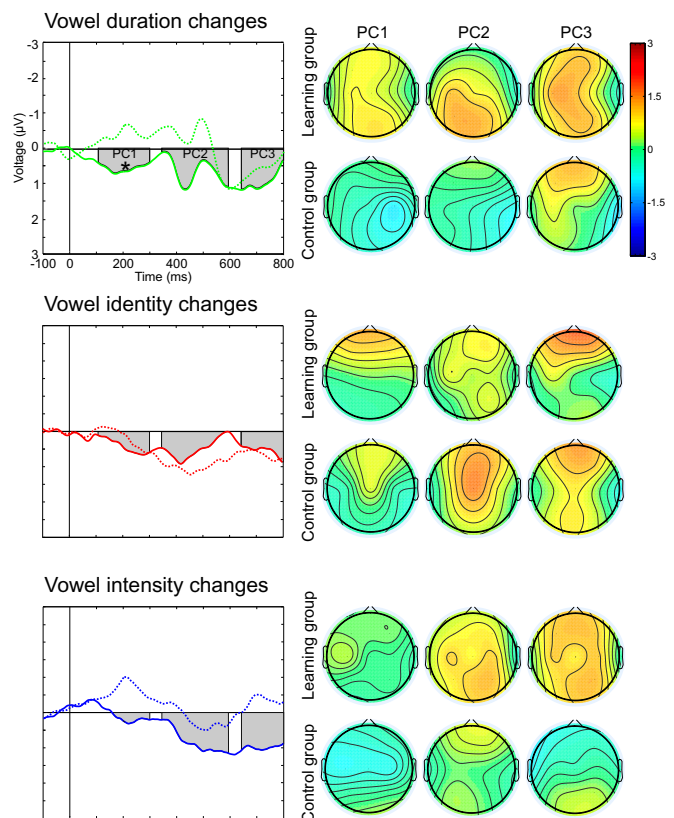 Vowel duration changes
PC1 PC2 PC3
-3
-2
-1
0
1
2
3
Voltage (µV)
PC1 PC2 PC3
*
-100 0 200 400 600 800
Time (ms)
Learning group
Control group
3
1.5
0
-1.5
-3
Vowel identity changes
Learning group
Control group
Vowel intensity changes
Learning group
Control group